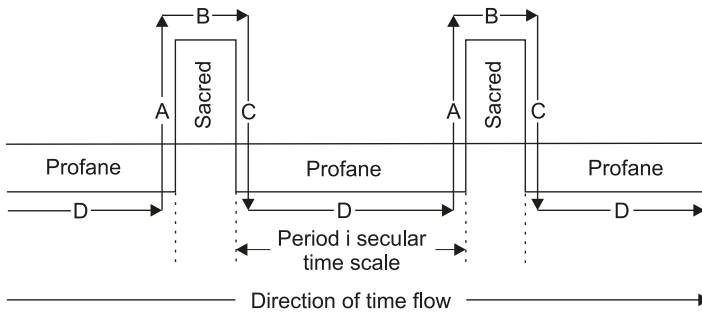 B
B
Sacred
Sacred
A
C
A
C
Profane
Profane
Profane
D
D
D
Period i secular
time scale
Direction of time flow